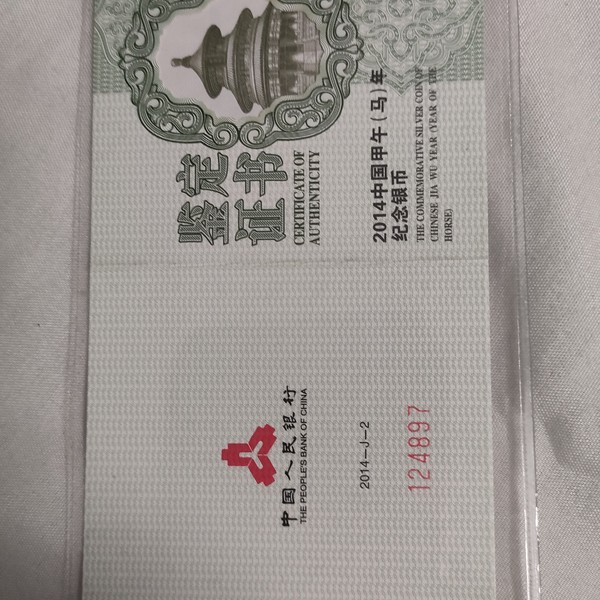 鉴定
证书
CERTIFICATE OF
AUTHENTICITY
2014中国甲午(马)年
纪念银币
THE COMMEMORATIVE SILVER COIN OF
CHINESE JIA WU YEAR (YEAR OF THE
HORSE)
中国人民银行
THE PEOPLE'S BANK OF CHINA
2014-J-2
124897